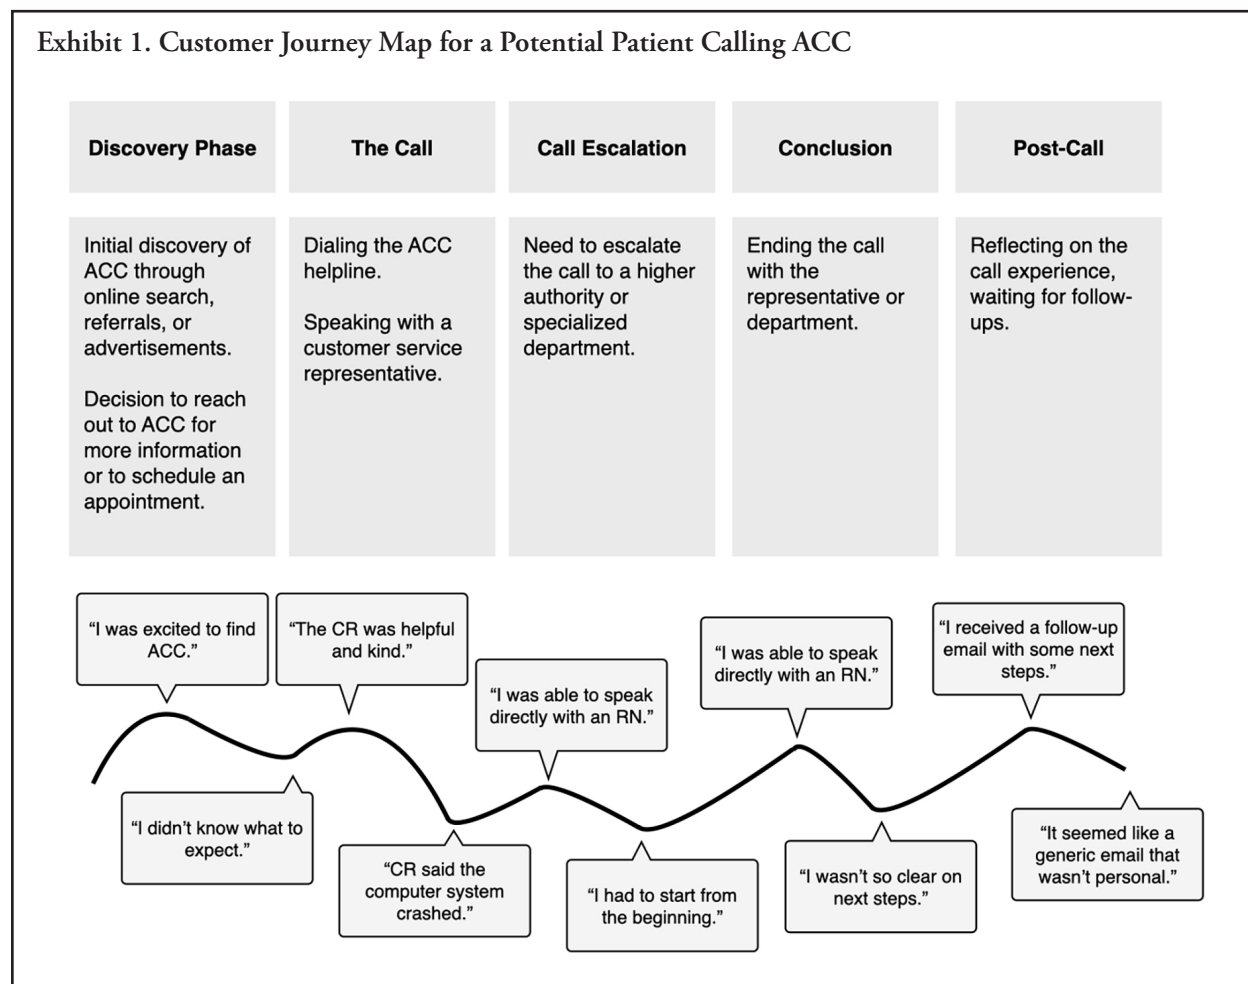 Exhibit 1. Customer Journey Map for a Potential Patient Calling ACC
Discovery Phase
The Call
Call Escalation
Conclusion
Post-Call
Initial discovery of
ACC through
online search,
referrals, or
advertisements.
Decision to reach
out to ACC for
more information
or to schedule an
appointment.
Dialing the ACC
helpline.
Speaking with a
customer service
representative.
Need to escalate
the call to a higher
authority or
specialized
department.
Ending the call
with the
representative or
department.
Reflecting on the
call experience,
waiting for follow-
ups.
“I was excited to find
ACC.”
“The CR was helpful
and kind.”
“I was able to speak
directly with an RN.”
“I was able to speak
directly with an RN.”
“I received a follow-up
email with some next
steps.”
“I didn’t know what to
expect.”
“CR said the
computer system
crashed.”
“I had to start from
the beginning.”
“I wasn’t so clear on
next steps.”
“It seemed like a
generic email that
wasn’t personal.”